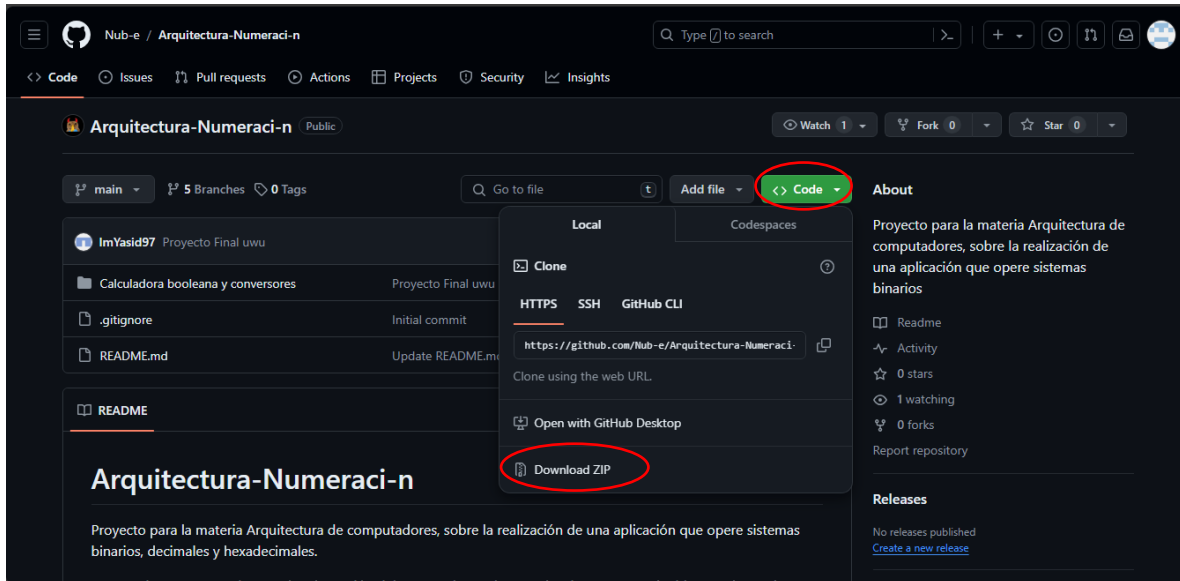 Nub-e / Arquitectura-Numeraci-n
Type / to search
Code Issues Pull requests Actions Projects Security Insights
Arquitectura-Numeraci-n Public
Watch 1 Fork 0 Star 0
main 5 Branches 0 Tags
Go to file t
Add file
Code
ImYasid97 Proyecto Final uwu
Calculadora booleana y conversores Proyecto Final uwu
.gitignore Initial commit
README.md Update README.m
Local Codespaces
Clone
HTTPS SSH GitHub CLI
https://github.com/Nub-e/Arquitectura-Numeraci-
Clone using the web URL.
Open with GitHub Desktop
Download ZIP
README
Arquitectura-Numeraci-n
Proyecto para la materia Arquitectura de computadores, sobre la realización de una aplicación que opere sistemas
binarios, decimales y hexadecimales.
About
Proyecto para la materia Arquitectura de
computadores, sobre la realización de
una aplicación que opere sistemas
binarios
Readme
Activity
0 stars
1 watching
0 forks
Report repository
Releases
No releases published
Create a new release